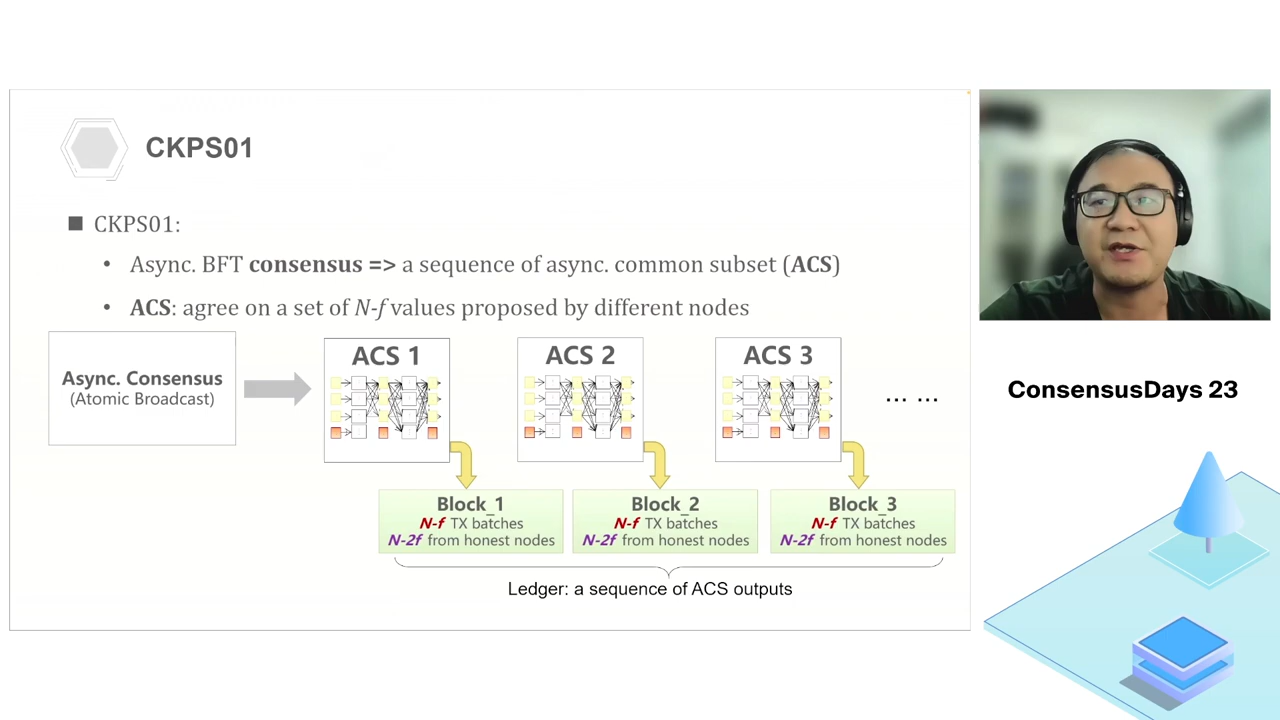 CKPS01
CKPS01:
Async. BFT consensus => a sequence of async. common subset (ACS)
ACS: agree on a set of N-f values proposed by different nodes
Async. Consensus
(Atomic Broadcast)
ACS 1
ACS 2
ACS 3
... ...
Block_1
N-f TX batches
N-2f from honest nodes
Block_2
N-f TX batches
N-2f from honest nodes
Block_3
N-f TX batches
N-2f from honest nodes
Ledger: a sequence of ACS outputs
ConsensusDays 23